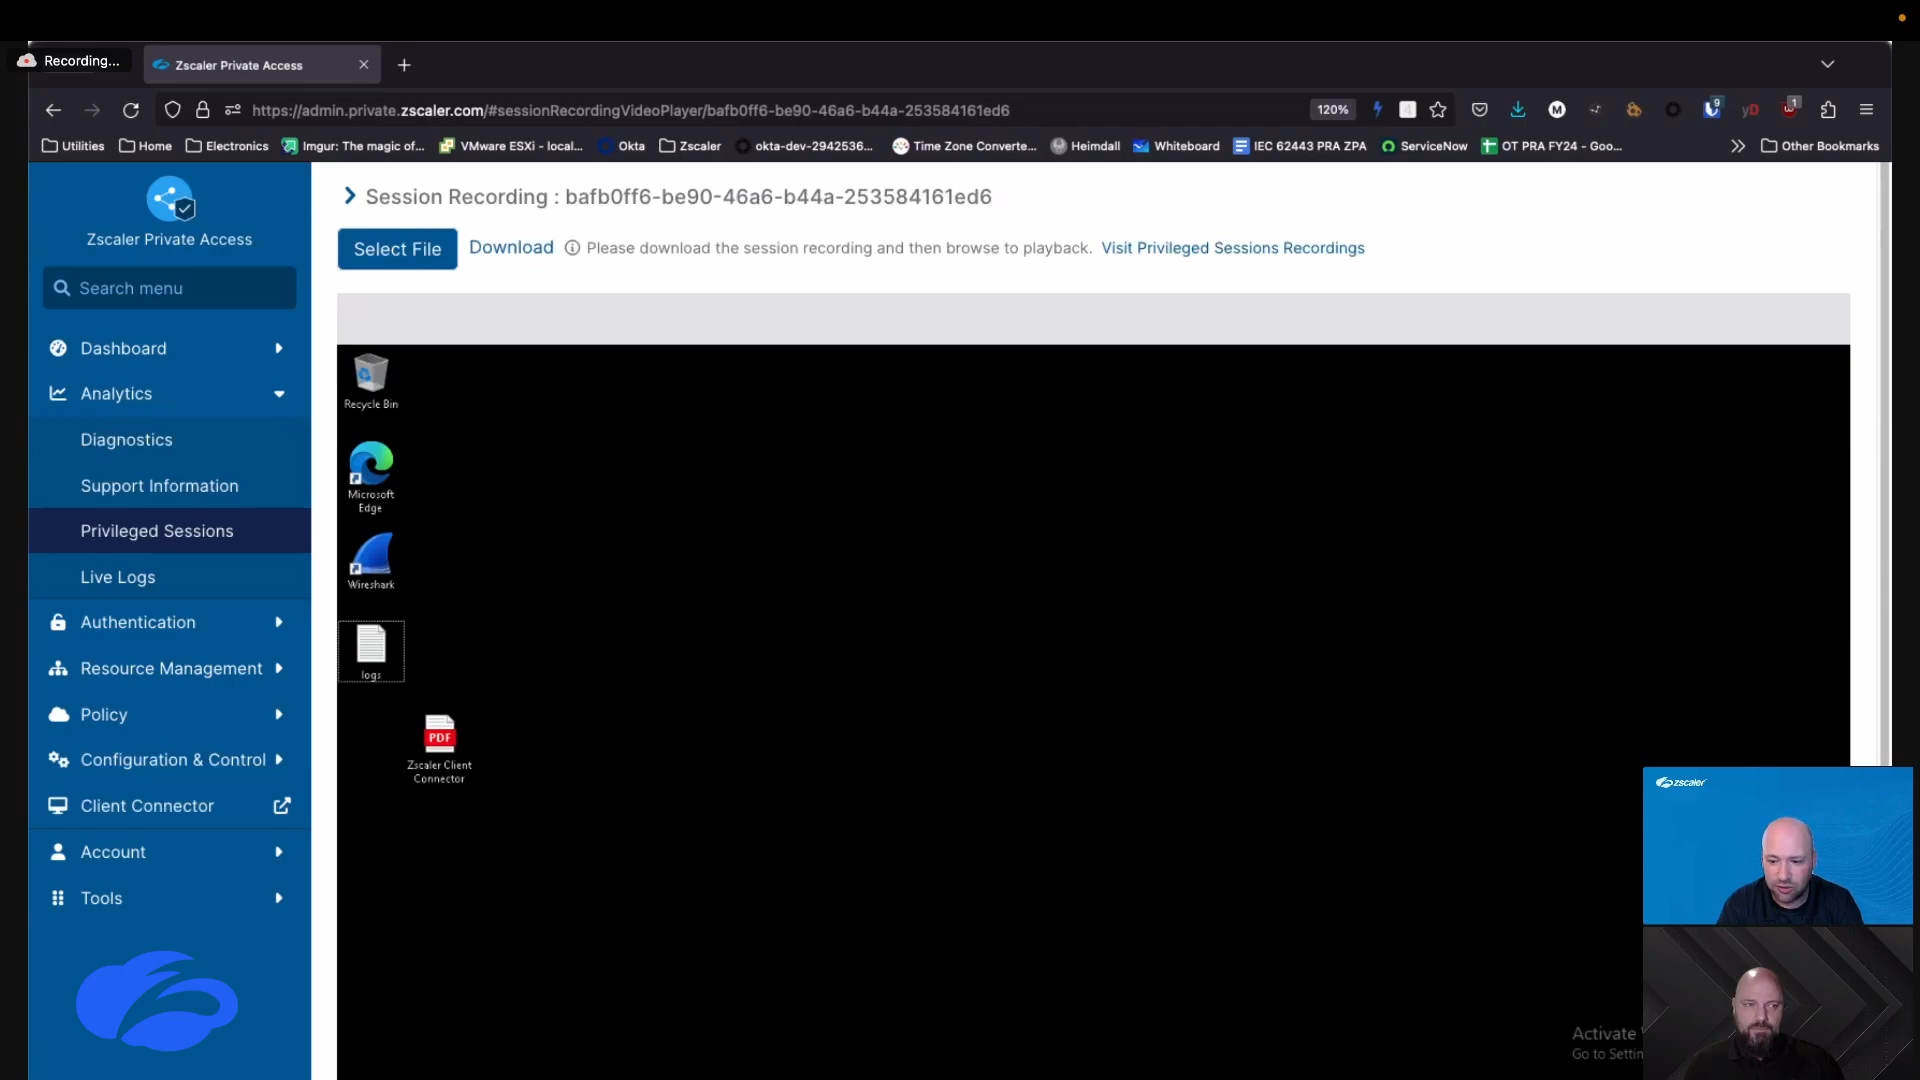 Recording...
Zscaler Private Access
https://admin.private.zscaler.com/#sessionRecordingVideoPlayer/bafb0ff6-be90-46a6-b44a-253584161ed6
120%
4
9
yD
1
M
Utilities
Home
Electronics
Imgur: The magic of...
VMware ESXi - local...
Okta
Zscaler
okta-dev-2942536...
Time Zone Converte...
Heimdall
Whiteboard
IEC 62443 PRA ZPA
ServiceNow
OT PRA FY24 - Goo...
Other Bookmarks
Zscaler Private Access
Search menu
Dashboard
Analytics
Diagnostics
Support Information
Privileged Sessions
Live Logs
Authentication
Resource Management
Policy
Configuration & Control
Client Connector
Account
Tools
Session Recording : bafb0ff6-be90-46a6-b44a-253584161ed6
Select File
Download
Please download the session recording and then browse to playback.
Visit Privileged Sessions Recordings
Recycle Bin
Microsoft
Edge
Wireshark
logs
PDF
Zscaler Client
Connector
zscaler
Activate
Go to Settin